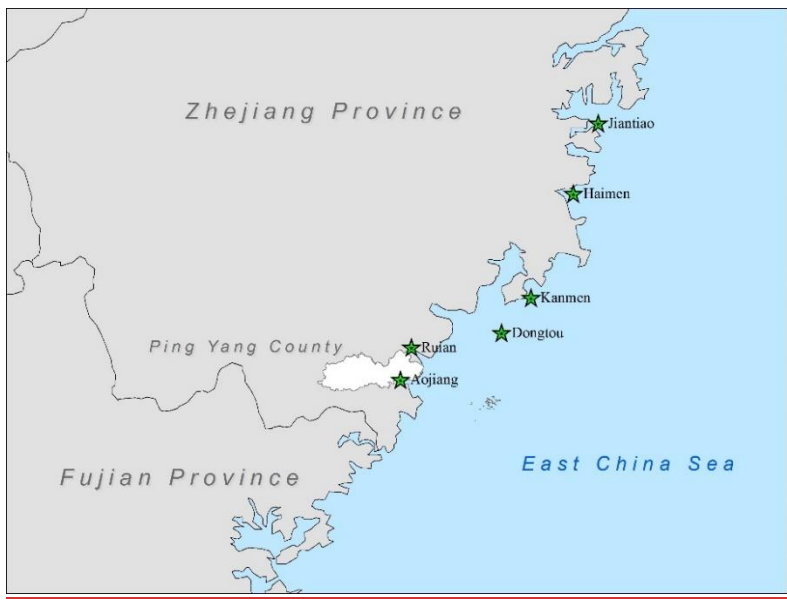 Zhejiang Province
Jiantiao
Haimen
Kanmen
Dongtou
Ping Yang County
Ruian
Aojiang
East China Sea
Fujian Province